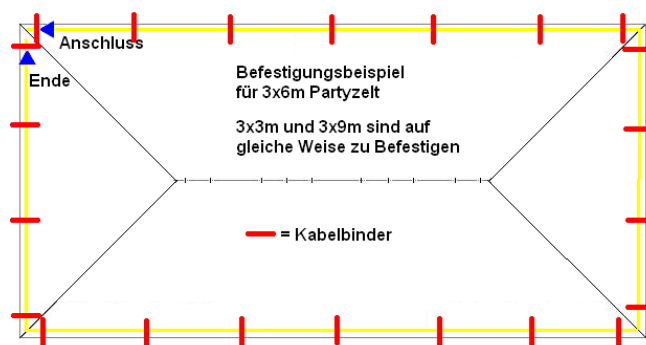 Anschluss
Ende
Befestigungsbeispiel
für 3x6m Partyzelt
3x3m und 3x9m sind auf
gleiche Weise zu Befestigen
= Kabelbinder